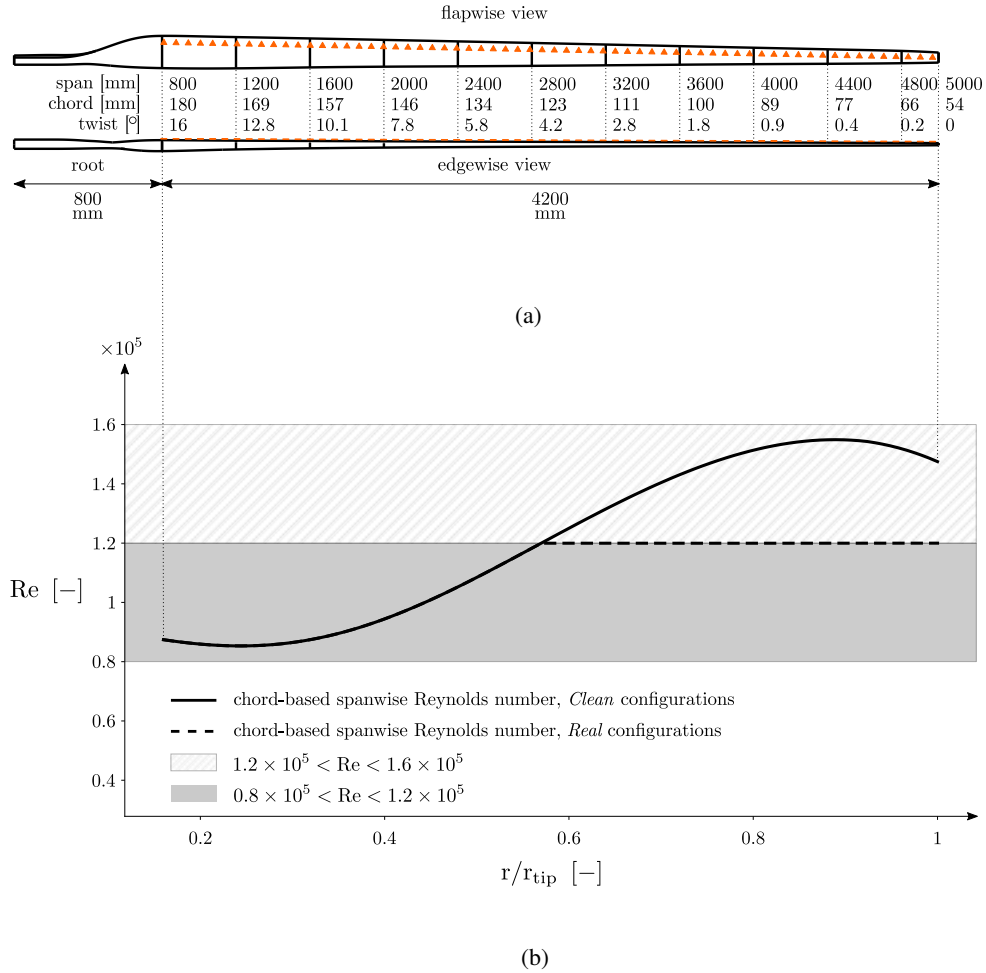 flapwise view
span [mm] 800 1200 1600 2000 2400 2800 3200 3600 4000 4400 4800 5000
chord [mm] 180 169 157 146 134 123 111 100 89 77 66 54
twist [°] 16 12.8 10.1 7.8 5.8 4.2 2.8 1.8 0.9 0.4 0.2 0
root edgewise view
800 4200
mm mm
(a)
×10⁵
1.6
1.4
1.2
1
0.8
0.6
0.4
Re [−]
chord-based spanwise Reynolds number, Clean configurations
chord-based spanwise Reynolds number, Real configurations
1.2 × 10⁵ < Re < 1.6 × 10⁵
0.8 × 10⁵ < Re < 1.2 × 10⁵
0.2 0.4 0.6 0.8 1
r/r_tip [−]
(b)